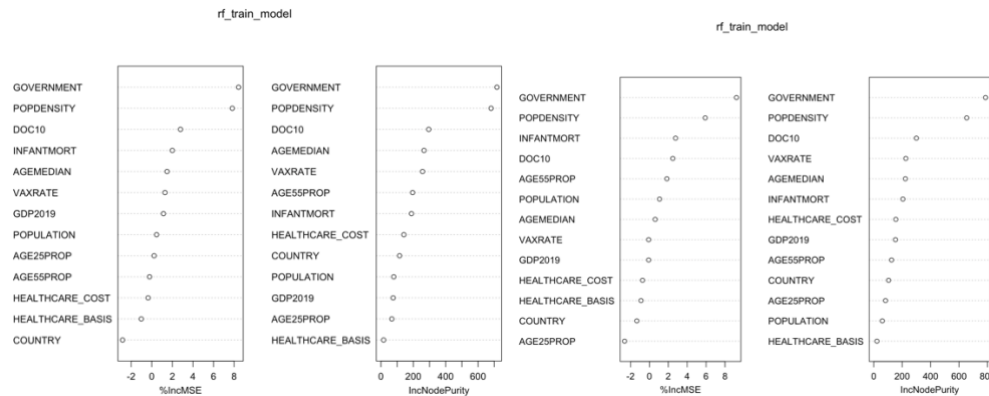 rf_train_model
GOVERNMENT
POPDENSITY
DOC10
INFANTMORT
AGEMEDIAN
VAXRATE
GDP2019
POPULATION
AGE25PROP
AGE55PROP
HEALTHCARE_COST
HEALTHCARE_BASIS
COUNTRY
-2 0 2 4 6 8
%IncMSE
GOVERNMENT
POPDENSITY
DOC10
AGEMEDIAN
VAXRATE
AGE55PROP
INFANTMORT
HEALTHCARE_COST
COUNTRY
POPULATION
GDP2019
AGE25PROP
HEALTHCARE_BASIS
0 200 400 600
IncNodePurity
rf_train_model
GOVERNMENT
POPDENSITY
INFANTMORT
DOC10
AGE55PROP
POPULATION
AGEMEDIAN
VAXRATE
GDP2019
HEALTHCARE_COST
HEALTHCARE_BASIS
COUNTRY
AGE25PROP
-2 0 2 4 6 8
%IncMSE
GOVERNMENT
POPDENSITY
DOC10
VAXRATE
AGEMEDIAN
INFANTMORT
HEALTHCARE_COST
GDP2019
AGE55PROP
COUNTRY
AGE25PROP
POPULATION
HEALTHCARE_BASIS
0 200 400 600 800
IncNodePurity